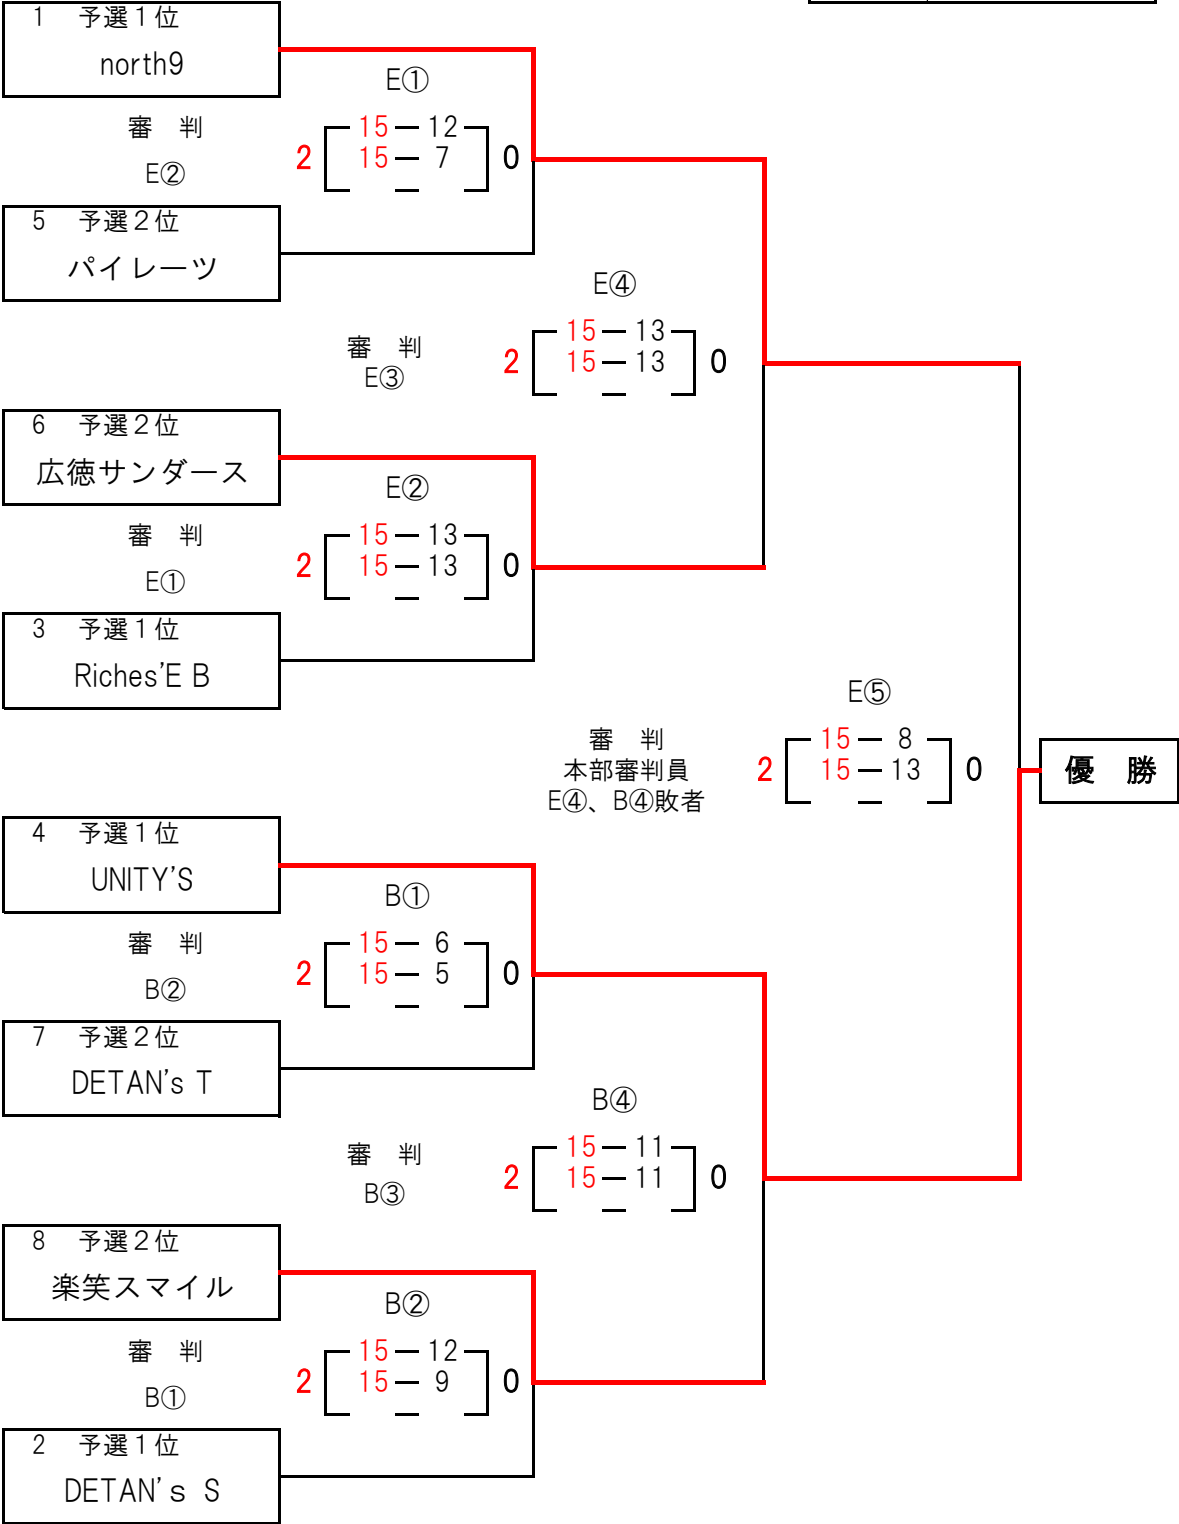 1 予選１位
north9
E①
審 判
15 ― 12
2 15 ― 7 0
E②
5 予選２位
パイレーツ
E④
15 ― 13
審 判
2 15 ― 13 0
E③
6 予選２位
広徳サンダース
E②
審 判
15 ― 13
2 15 ― 13 0
E①
3 予選１位
Riches’E B
E⑤
審 判
15 ― 8
本部審判員
2 15 ― 13 0
優 勝
E④、B④敗者
4 予選１位
UNITY’S
B①
審 判
15 ― 6
2 15 ― 5 0
B②
7 予選２位
DETAN’s T
B④
15 ― 11
審 判
2 15 ― 11 0
B③
8 予選２位
楽笑スマイル
B②
審 判
15 ― 12
2 15 ― 9 0
B①
2 予選１位
DETAN’ｓ S